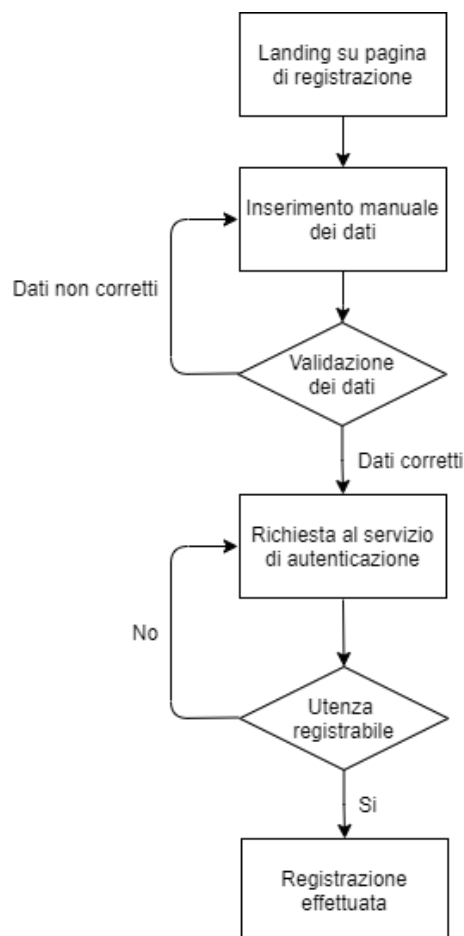 Landing su pagina
di registrazione
Inserimento manuale
dei dati
Dati non corretti
Validazione
dei dati
Dati corretti
Richiesta al servizio
di autenticazione
No
Utenza
registrabile
Si
Registrazione
effettuata